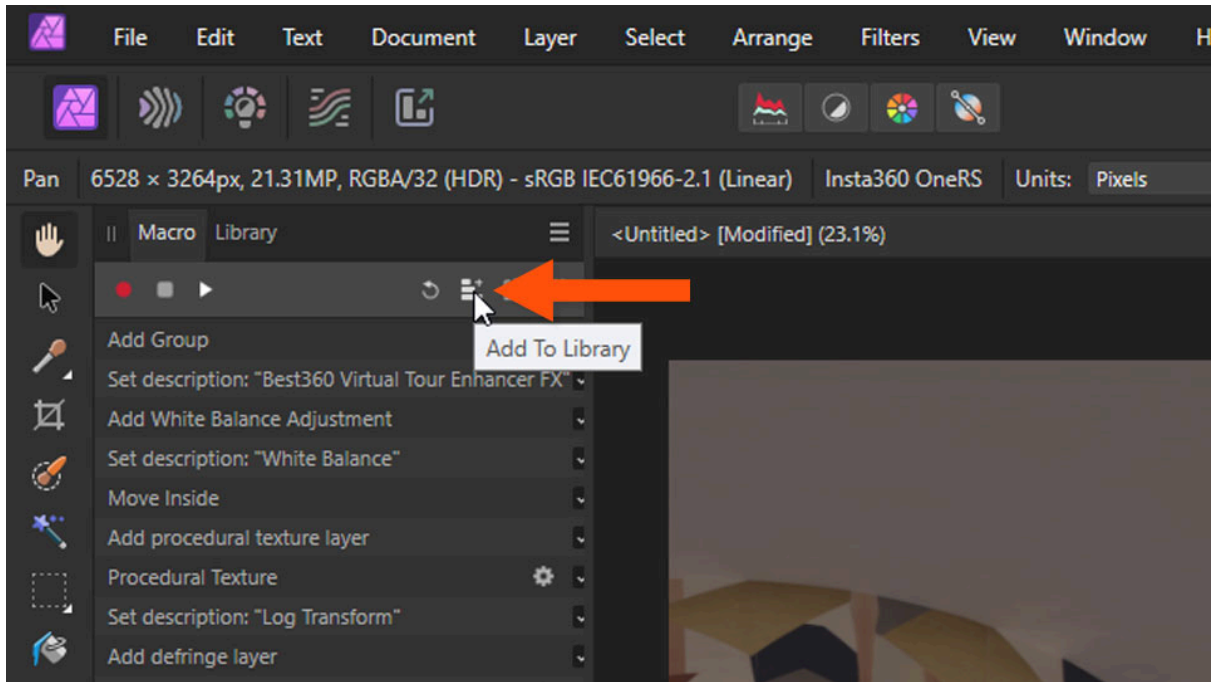 File Edit Text Document Layer Select Arrange Filters View Window H
Pan 6528 × 3264px, 21.31MP, RGBA/32 (HDR) - sRGB IEC61966-2.1 (Linear) Insta360 OneRS Units: Pixels
Macro Library <Untitled> [Modified] (23.1%)
Add Group
Add To Library
Set description: "Best360 Virtual Tour Enhancer FX"
Add White Balance Adjustment
Set description: "White Balance"
Move Inside
Add procedural texture layer
Procedural Texture
Set description: "Log Transform"
Add defringe layer